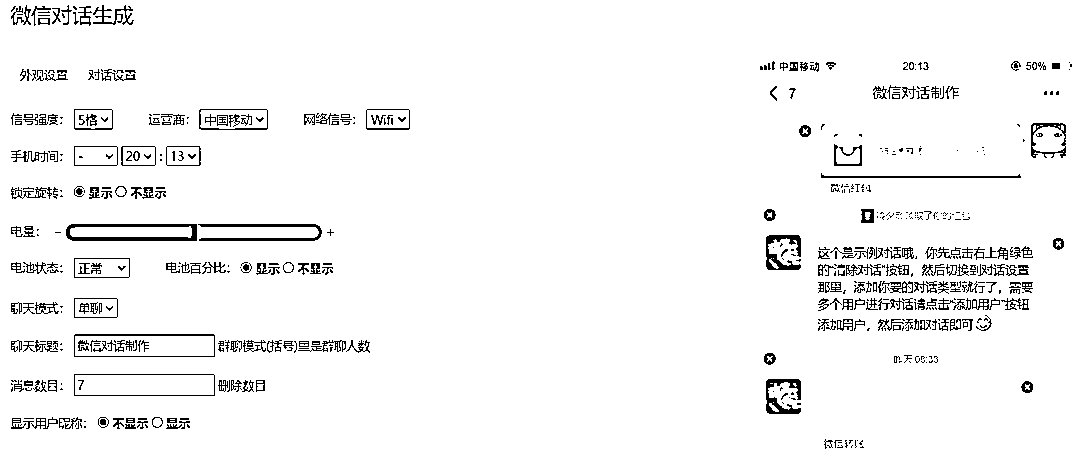 微信对话生成
外观设置 对话设置
信号强度： 5格 运营商： 中国移动 网络信号： Wifi
手机时间： - 20 : 13
锁定旋转： 显示 不显示
电量： - +
电池状态： 正常 电池百分比： 显示 不显示
聊天模式： 单聊
聊天标题： 微信对话制作 群聊模式(括号)里是群聊人数
消息数目： 7 删除数目
显示用户昵称： 不显示 显示
中国移动 20:13 50%
7 微信对话制作
微信红包
这个是示例对话哦，你先点击右上角绿色
的“清除对话”按钮，然后切换到对话设置
那里，添加你要的对话类型就行了，需要
多个用户进行对话请点击“添加用户”按钮
添加用户，然后添加对话即可
昨天
微信转账